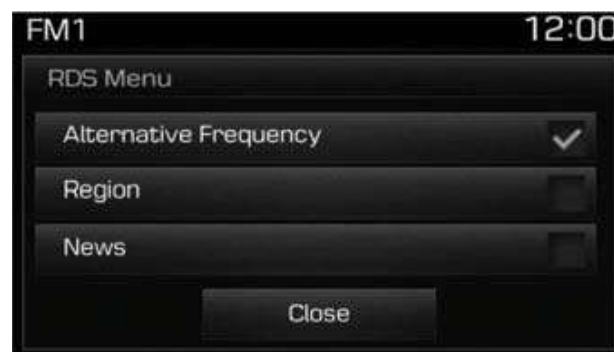 FM1 12:00
RDS Menu
Alternative Frequency
Region
News
Close